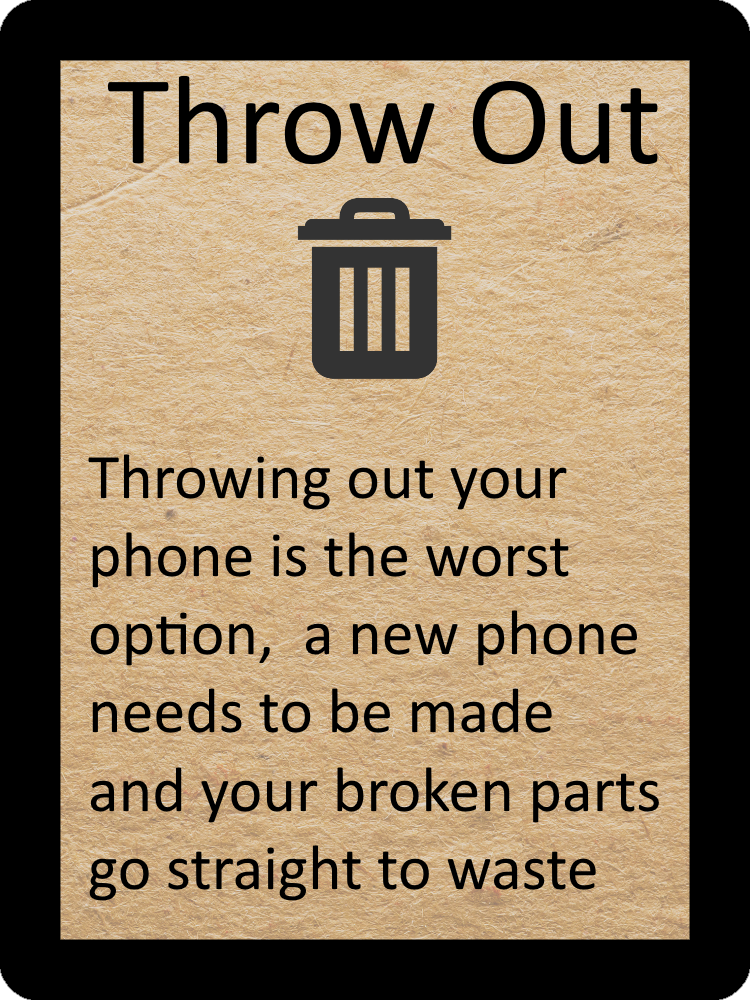 Throw Out
Throwing out your
phone is the worst
option,  a new phone
needs to be made
and your broken parts
go straight to waste